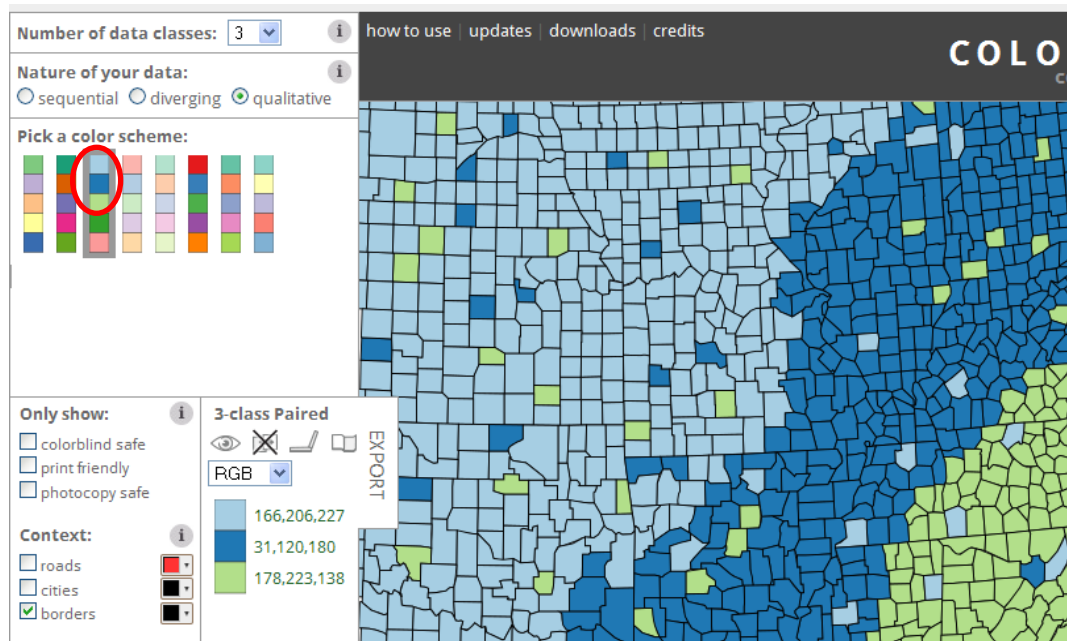 Number of data classes: 3 i
how to use | updates | downloads | credits
COLO
Nature of your data: i
sequential diverging qualitative
Pick a color scheme:
Only show: i
colorblind safe
print friendly
photocopy safe
Context: i
roads
cities
borders
3-class Paired
RGB
EXPORT
166,206,227
31,120,180
178,223,138